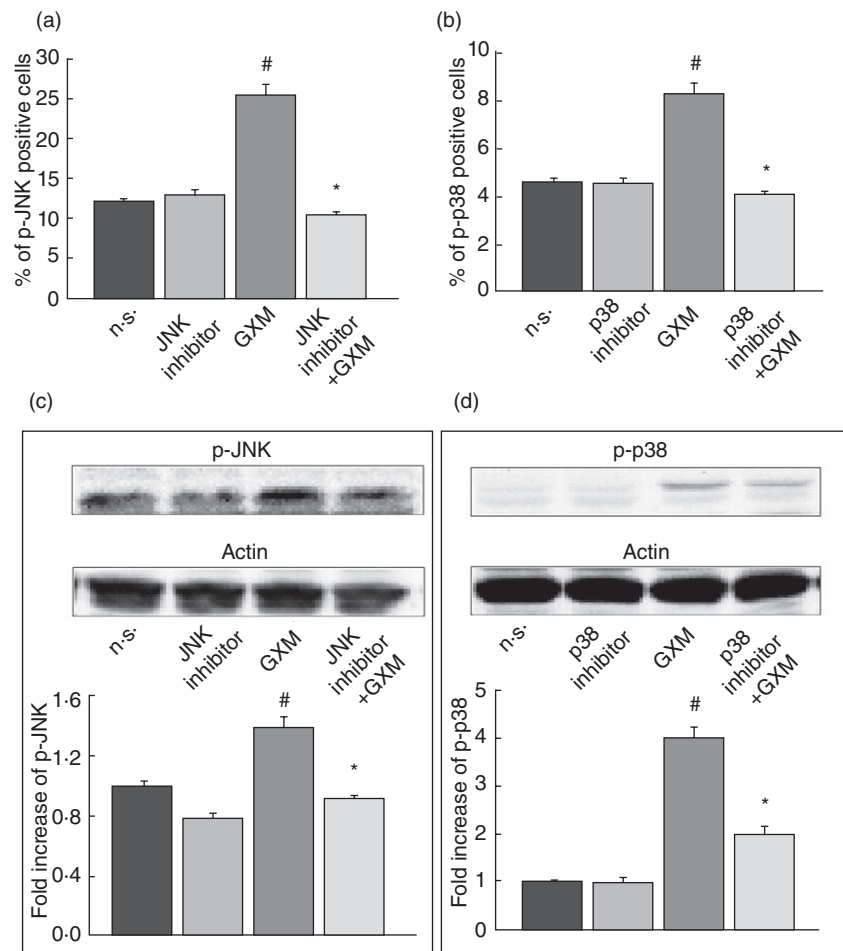 (a)
% of p-JNK positive cells
30
25
20
15
10
5
0
#
*
n·s·
JNK
inhibitor
GXM
JNK
inhibitor
+GXM
(b)
% of p-p38 positive cells
10
8
6
4
2
0
#
*
n·s·
p38
inhibitor
GXM
p38
inhibitor
+GXM
(c)
p-JNK
Actin
n·s·
JNK
inhibitor
GXM
JNK
inhibitor
+GXM
Fold increase of p-JNK
1·6
1·2
0·8
0·4
0·0
#
*
(d)
p-p38
Actin
n·s·
p38
inhibitor
GXM
p38
inhibitor
+GXM
Fold increase of p-p38
5
4
3
2
1
0
#
*